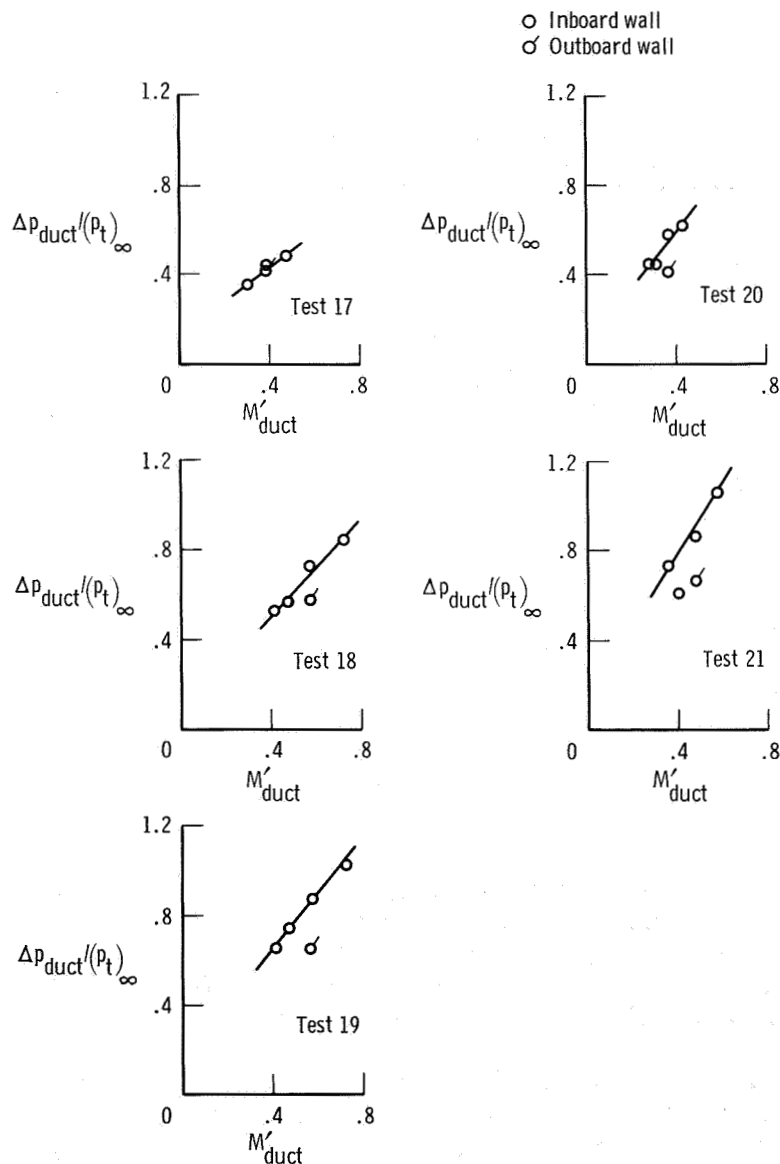 Inboard wall
Outboard wall
1.2
.8
Δp_duct/(p_t)_∞
.4
Test 17
0
.4
.8
M′_duct
1.2
.8
Δp_duct/(p_t)_∞
.4
Test 20
0
.4
.8
M′_duct
1.2
.8
Δp_duct/(p_t)_∞
.4
Test 18
0
.4
.8
M′_duct
1.2
.8
Δp_duct/(p_t)_∞
.4
Test 21
0
.4
.8
M′_duct
1.2
.8
Δp_duct/(p_t)_∞
.4
Test 19
0
.4
.8
M′_duct